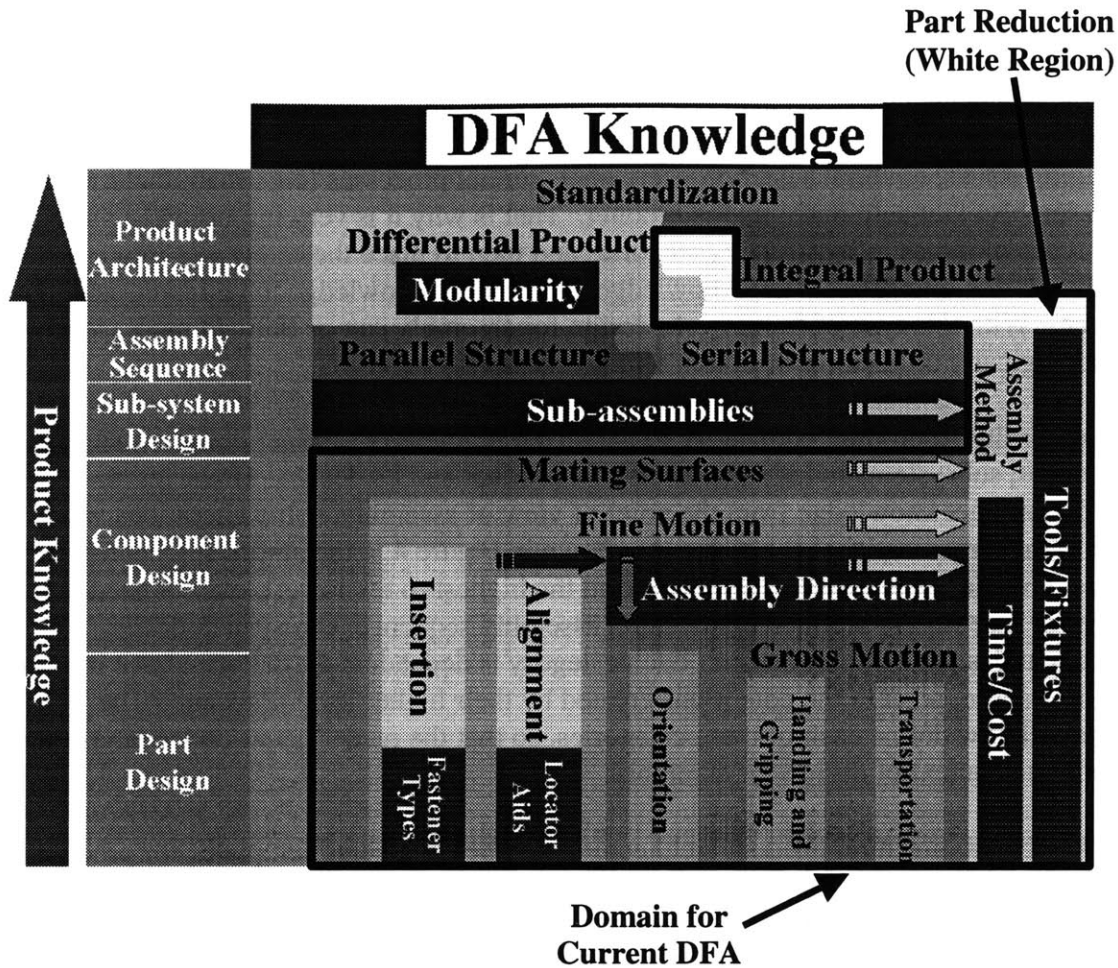 Part Reduction
(White Region)
DFA Knowledge
Standardization
Product
Architecture
Differential Product
Modularity
Integral Product
Assembly
Sequence
Parallel Structure
Serial Structure
Sub-system
Design
Sub-assemblies
Assembly
Method
Mating Surfaces
Product Knowledge
Component
Design
Fine Motion
Insertion
Alignment
Assembly Direction
Gross Motion
Time/Cost
Tools/Fixtures
Part
Design
Fastener
Types
Locator
Aids
Orientation
Handling and
Gripping
Transportation
Domain for
Current DFA